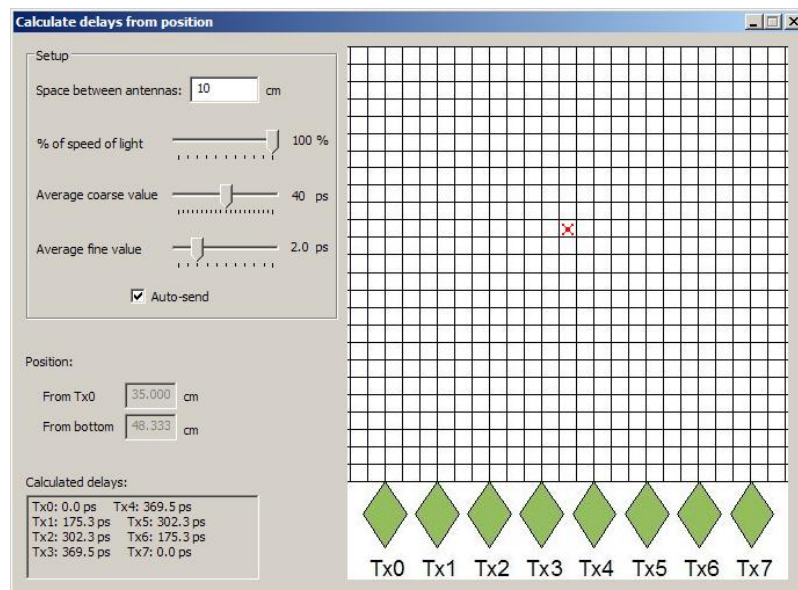 Calculate delays from position
Setup
Space between antennas: 10 cm
% of speed of light 100 %
Average coarse value 40 ps
Average fine value 2.0 ps
Auto-send
Position:
From Tx0 35.000 cm
From bottom 48.333 cm
Calculated delays:
Tx0: 0.0 ps Tx4: 369.5 ps
Tx1: 175.3 ps Tx5: 302.3 ps
Tx2: 302.3 ps Tx6: 175.3 ps
Tx3: 369.5 ps Tx7: 0.0 ps
Tx0 Tx1 Tx2 Tx3 Tx4 Tx5 Tx6 Tx7